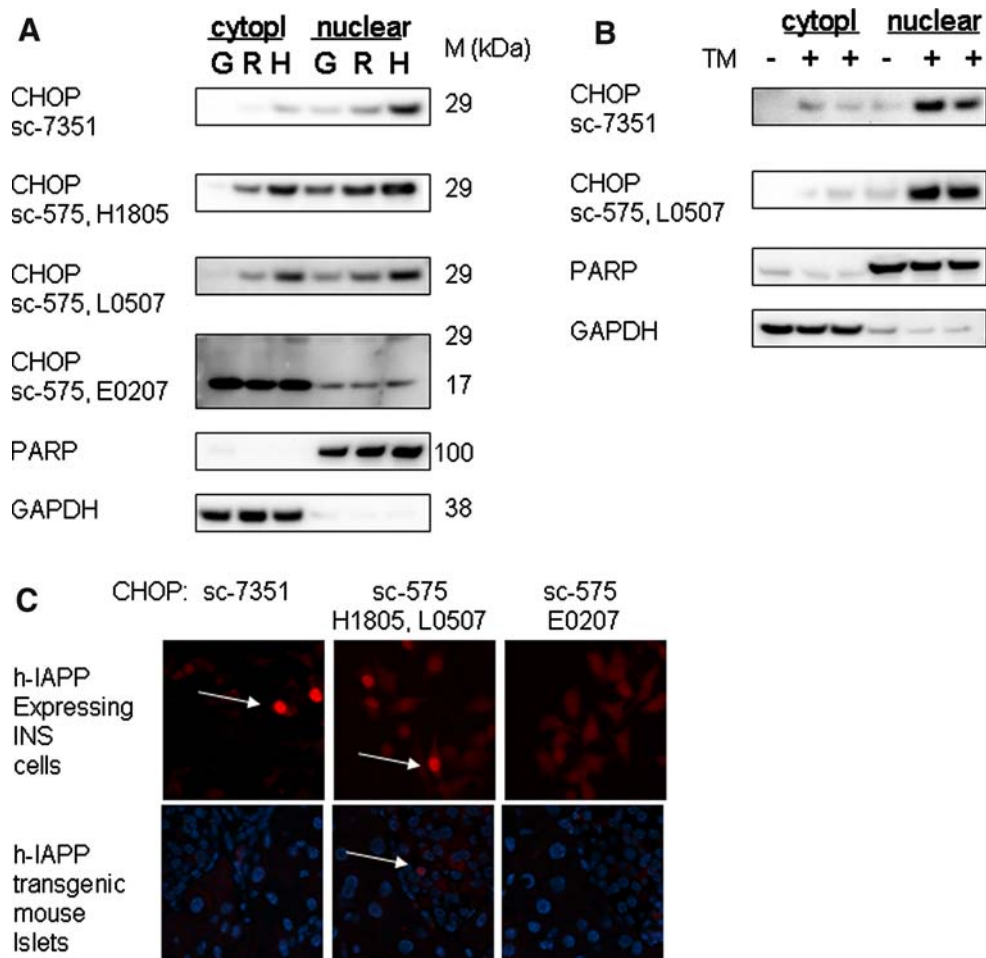 A
cytopl nuclear
G R H G R H M (kDa)
CHOP
sc-7351
29
CHOP
sc-575, H1805
29
CHOP
sc-575, L0507
29
CHOP
sc-575, E0207
29
17
PARP
100
GAPDH
38
B
cytopl nuclear
TM - + + - + +
CHOP
sc-7351
CHOP
sc-575, L0507
PARP
GAPDH
C
CHOP: sc-7351 sc-575 sc-575
H1805, L0507 E0207
h-IAPP
Expressing
INS
cells
h-IAPP
transgenic
mouse
Islets